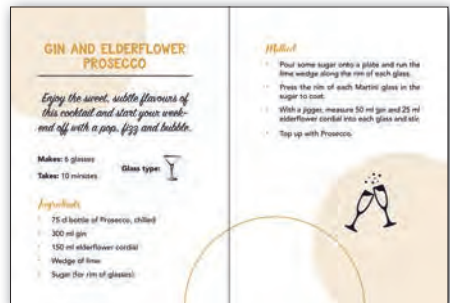 GIN AND ELDERFLOWER
PROSECCO
Enjoy the sweet, subtle flavours of
this cocktail and start your week-
end off with a pop, fizz and bubble.
Makes: 6 glasses
Takes: 10 minutes
Glass type:
Ingredients
75 cl bottle of Prosecco, chilled
300 ml gin
150 ml elderflower cordial
Wedge of lime
Sugar (for rim of glasses)
Method
Pour some sugar onto a plate and run the
lime wedge along the rim of each glass.
Press the rim of each Martini glass in the
sugar to coat.
With a jigger, measure 50 ml gin and 25 ml
elderflower cordial into each glass and stir.
Top up with Prosecco.